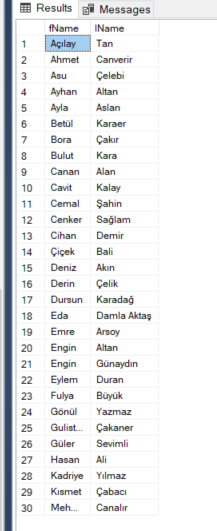 Results Messages
fName lName
1 Açılay Tan
2 Ahmet Canverir
3 Asu Çelebi
4 Ayhan Altan
5 Ayla Aslan
6 Betül Karaer
7 Bora Çakır
8 Bulut Kara
9 Canan Alan
10 Cavit Kalay
11 Cemal Şahin
12 Cenker Sağlam
13 Cihan Demir
14 Çiçek Bali
15 Deniz Akın
16 Derin Çelik
17 Dursun Karadağ
18 Eda Damla Aktaş
19 Emre Arsoy
20 Engin Altan
21 Engin Günaydın
22 Eylem Duran
23 Fulya Büyük
24 Gönül Yazmaz
25 Gulist... Çakaner
26 Güler Sevimli
27 Hasan Ali
28 Kadriye Yılmaz
29 Kısmet Çabacı
30 Meh... Canalır